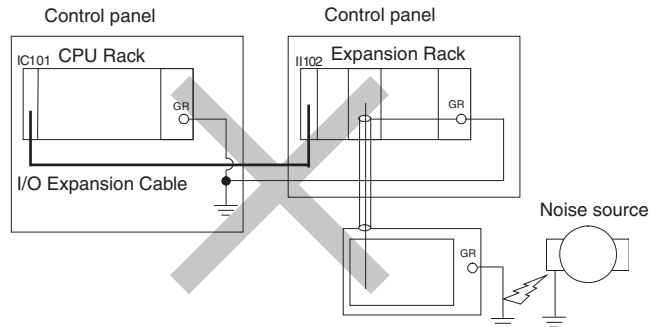 Control panel
Control panel
IC101 CPU Rack
II102 Expansion Rack
GR
GR
I/O Expansion Cable
Noise source
GR